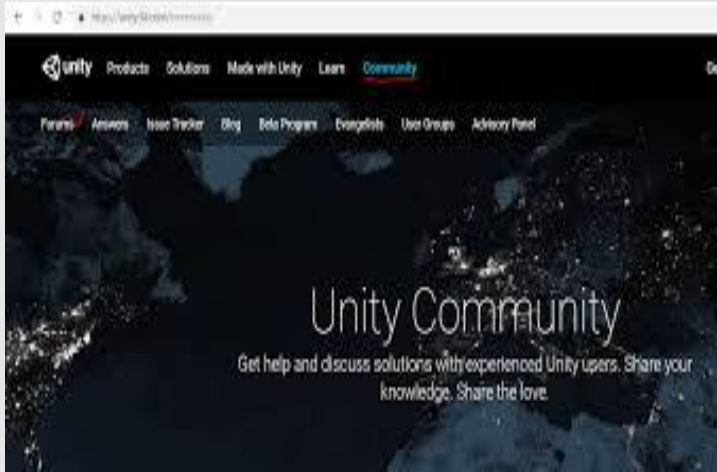 unity Products Solutions Made with Unity Learn Community
Forums Answers Issue Tracker Blog Beta Program Evangelists User Groups Advisory Panel
Unity Community
Get help and discuss solutions with experienced Unity users. Share your
knowledge. Share the love.